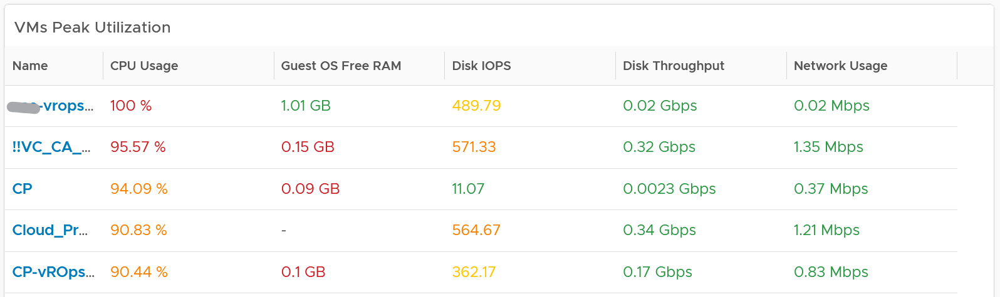 VMs Peak Utilization
Name CPU Usage Guest OS Free RAM Disk IOPS Disk Throughput Network Usage
-vrops... 100 % 1.01 GB 489.79 0.02 Gbps 0.02 Mbps
!!VC_CA_... 95.57 % 0.15 GB 571.33 0.32 Gbps 1.35 Mbps
CP 94.09 % 0.09 GB 11.07 0.0023 Gbps 0.37 Mbps
Cloud_Pr... 90.83 % - 564.67 0.34 Gbps 1.21 Mbps
CP-vROps... 90.44 % 0.1 GB 362.17 0.17 Gbps 0.83 Mbps